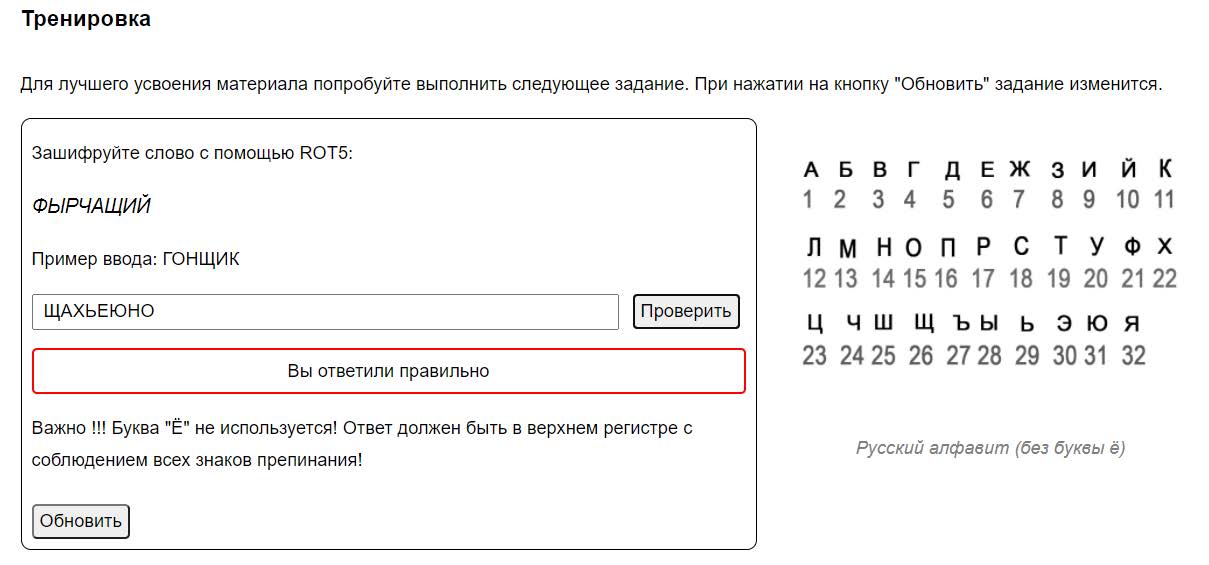 Тренировка
Для лучшего усвоения материала попробуйте выполнить следующее задание. При нажатии на кнопку "Обновить" задание изменится.
Зашифруйте слово с помощью ROT5:
ФЫРЧАЩИЙ
Пример ввода: ГОНЩИК
ЩАХЬЕЮНО
Проверить
Вы ответили правильно
Важно !!! Буква "Ё" не используется! Ответ должен быть в верхнем регистре с
соблюдением всех знаков препинания!
Обновить
А Б В Г Д Е Ж З И Й К
1 2 3 4 5 6 7 8 9 10 11
Л М Н О П Р С Т У Ф Х
12 13 14 15 16 17 18 19 20 21 22
Ц Ч Ш Щ Ъ Ы Ь Э Ю Я
23 24 25 26 27 28 29 30 31 32
Русский алфавит (без буквы ё)